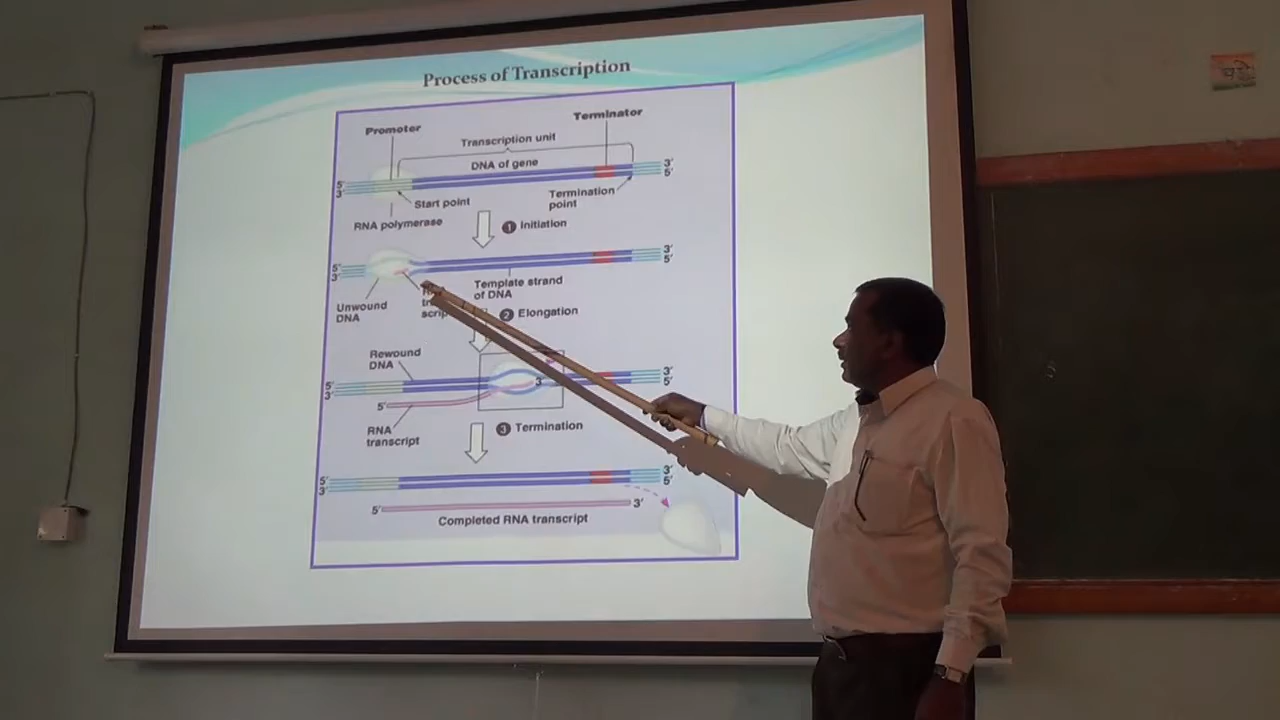 Process of Transcription
Promoter
Terminator
Transcription unit
DNA of gene
5'
3'
3'
5'
Start point
Termination
point
RNA polymerase
1 Initiation
5'
3'
3'
5'
Unwound
DNA
Template strand
of DNA
2 Elongation
Rewound
DNA
5'
3'
3'
3'
5'
5'
RNA
transcript
3 Termination
5'
3'
3'
5'
5'
3'
Completed RNA transcript